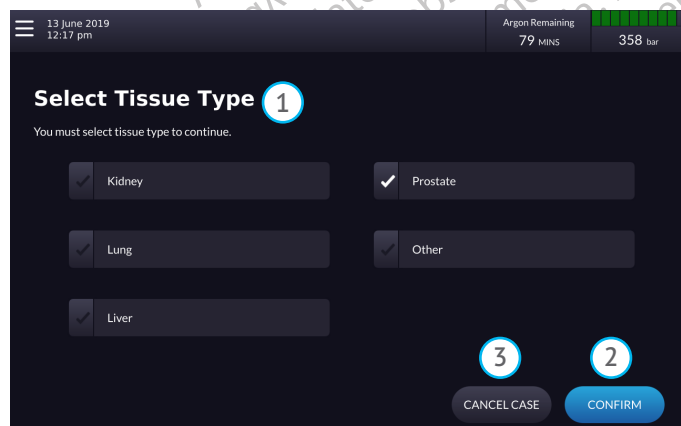 13 June 2019
12:17 pm
Argon Remaining
79 MINS
358 bar
Select Tissue Type
1
You must select tissue type to continue.
Kidney
Prostate
Lung
Other
Liver
3
2
CANCEL CASE
CONFIRM